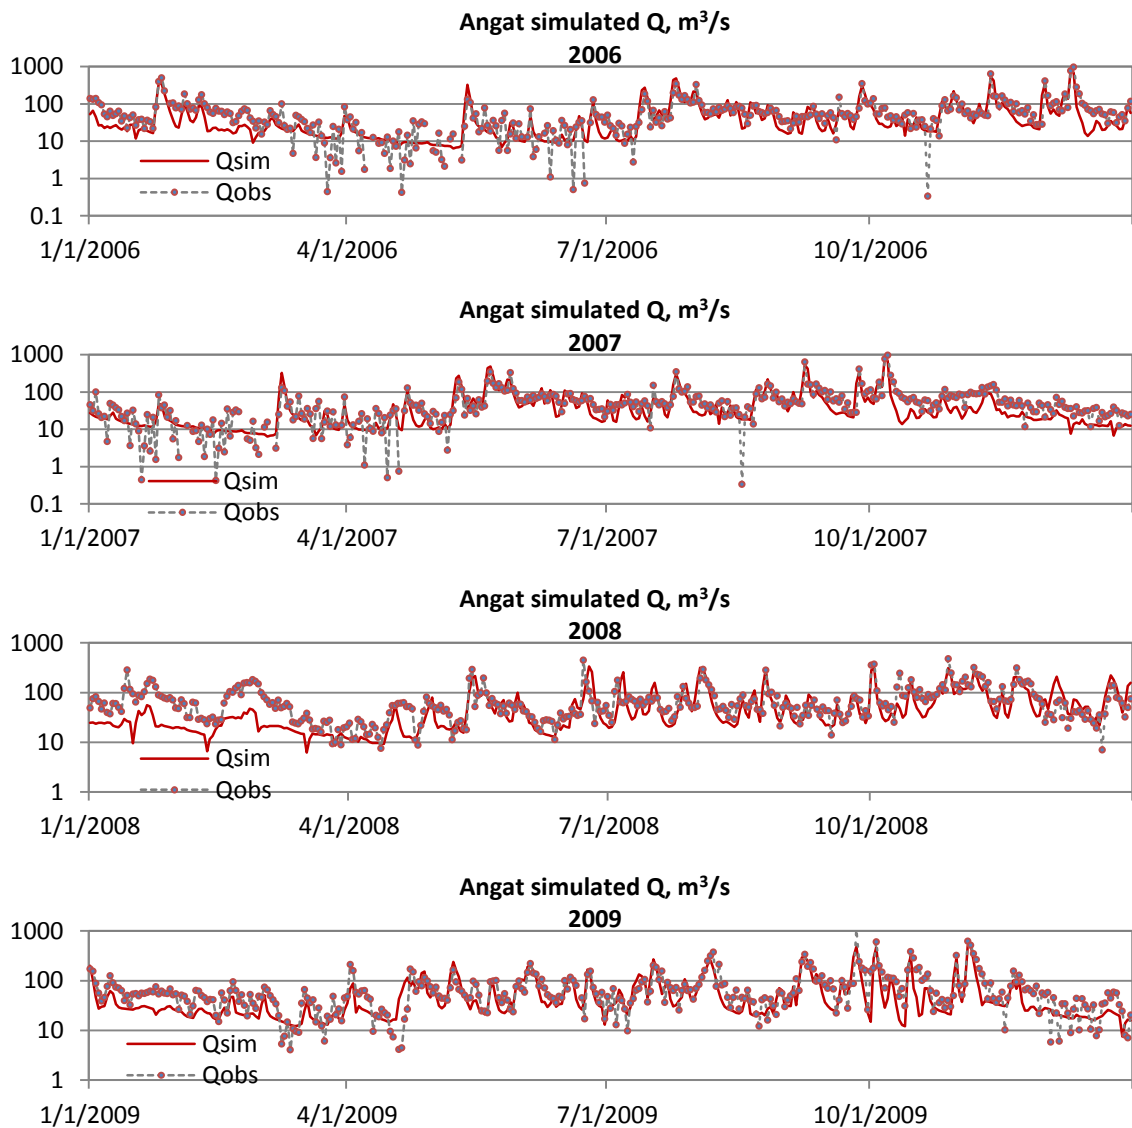 Angat simulated Q, m³/s
2006
1000
100
10
1
0.1
Qsim
Qobs
1/1/2006 4/1/2006 7/1/2006 10/1/2006
Angat simulated Q, m³/s
2007
1000
100
10
1
0.1
Qsim
Qobs
1/1/2007 4/1/2007 7/1/2007 10/1/2007
Angat simulated Q, m³/s
2008
1000
100
10
1
Qsim
Qobs
1/1/2008 4/1/2008 7/1/2008 10/1/2008
Angat simulated Q, m³/s
2009
1000
100
10
1
Qsim
Qobs
1/1/2009 4/1/2009 7/1/2009 10/1/2009